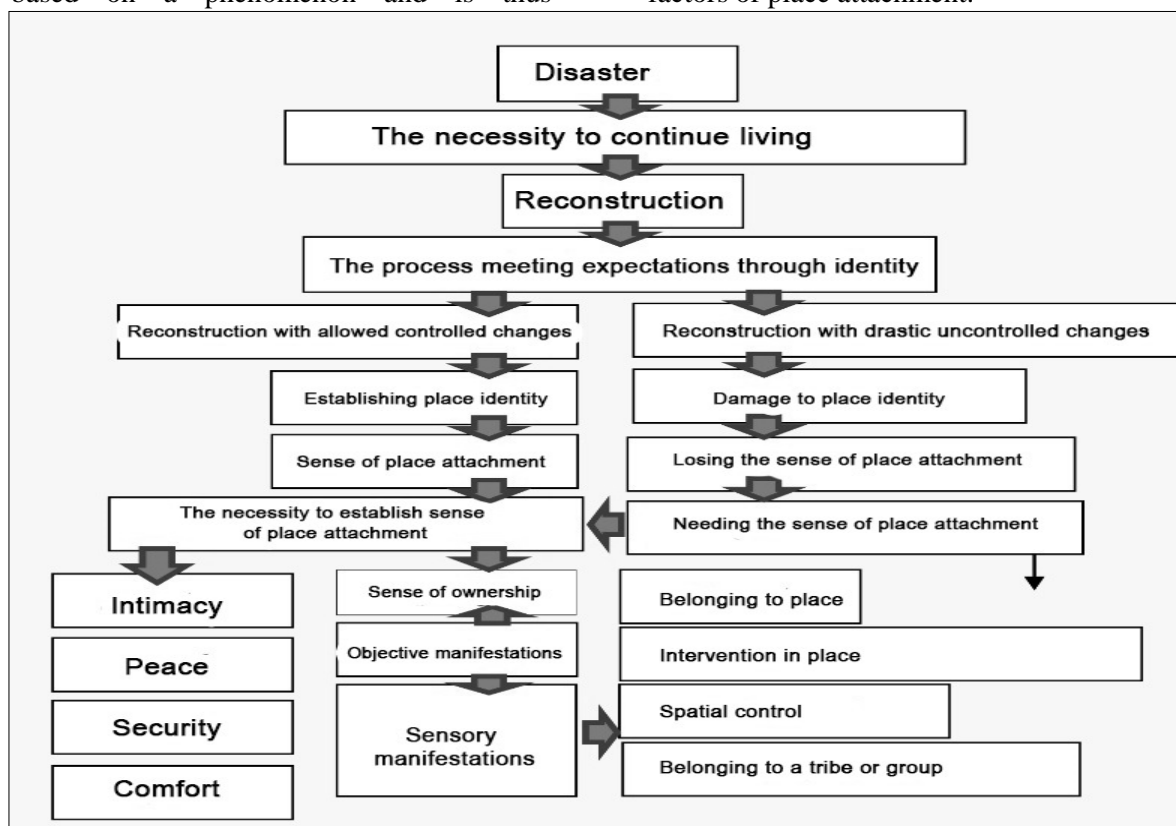 based on a phenomenon and is thus
factors of place attachment.
Disaster
The necessity to continue living
Reconstruction
The process meeting expectations through identity
Reconstruction with allowed controlled changes
Reconstruction with drastic uncontrolled changes
Establishing place identity
Damage to place identity
Sense of place attachment
Losing the sense of place attachment
The necessity to establish sense
of place attachment
Needing the sense of place attachment
Intimacy
Peace
Security
Comfort
Sense of ownership
Objective manifestations
Sensory
manifestations
Belonging to place
Intervention in place
Spatial control
Belonging to a tribe or group